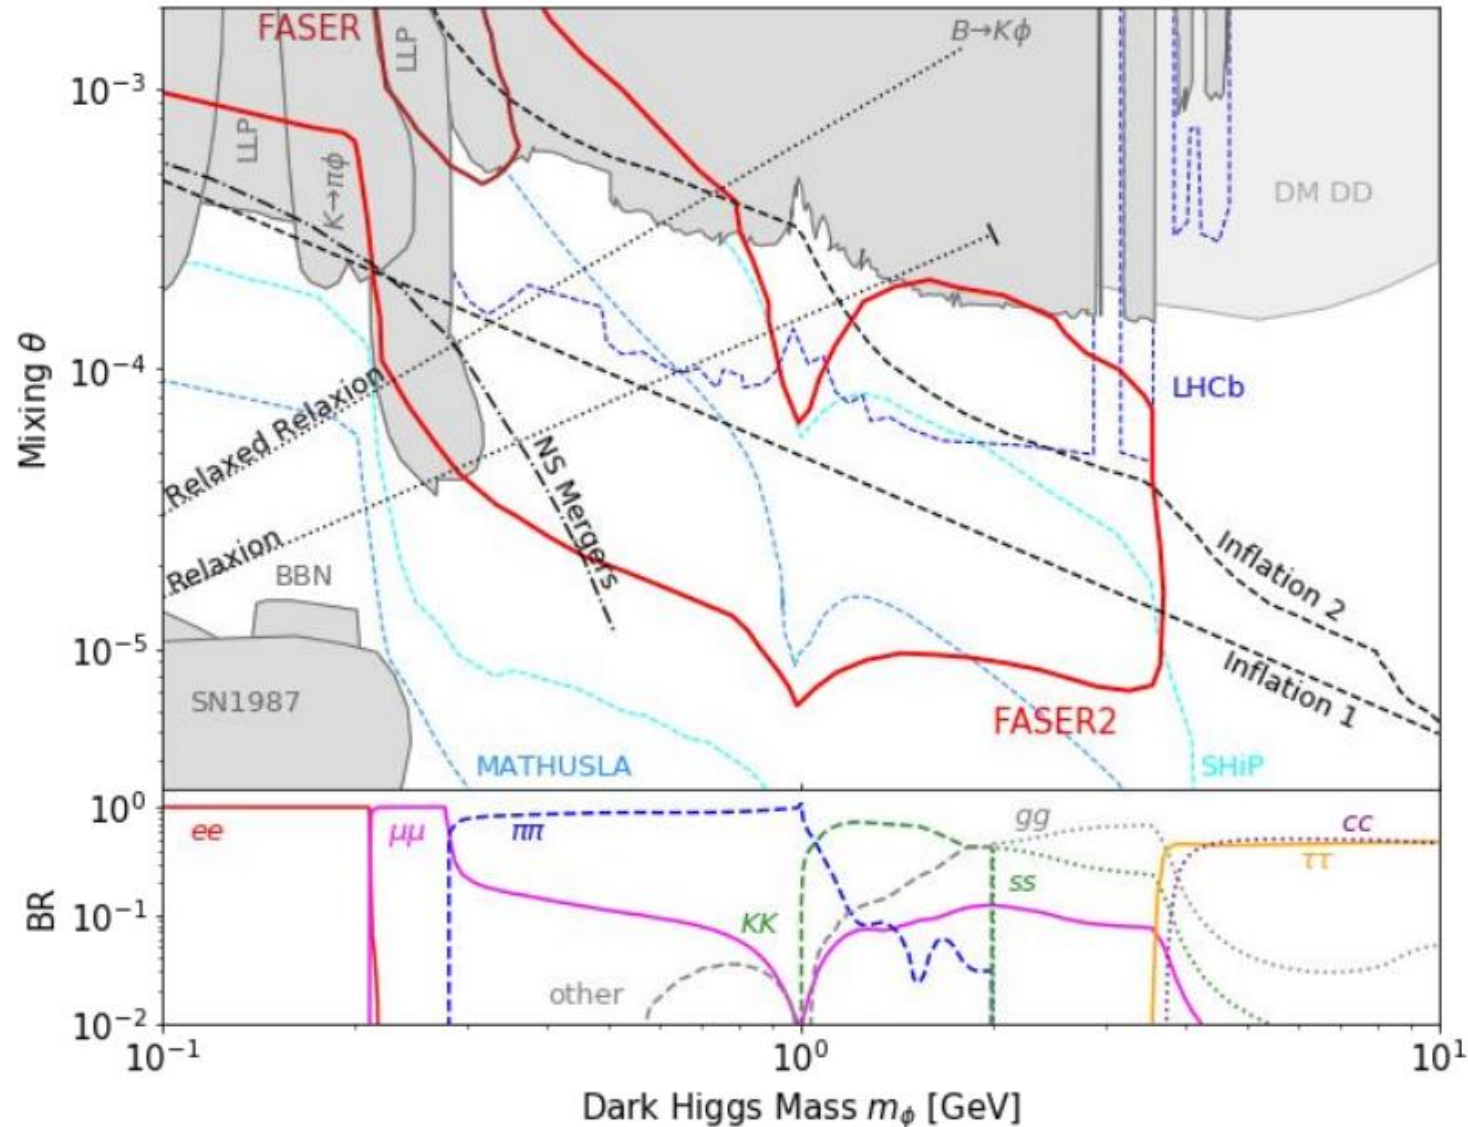 FASER
LLP
B→Kϕ
10⁻³
LLP
K→πϕ
DM DD
Mixing θ
10⁻⁴
LHCb
Relaxed Relaxion
NS Mergers
Relaxion
BBN
Inflation 2
10⁻⁵
Inflation 1
SN1987
FASER2
MATHUSLA
SHiP
10⁰
ee
μμ
ππ
gg
cc
ττ
ss
BR
10⁻¹
KK
other
10⁻²
10⁻¹
10⁰
10¹
Dark Higgs Mass mϕ [GeV]